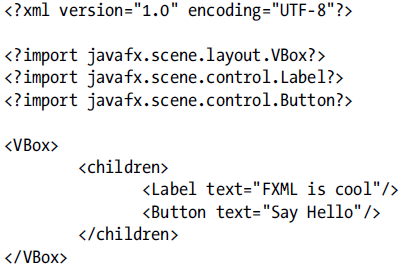 <?xml version="1.0" encoding="UTF-8"?>
<?import javafx.scene.layout.VBox?>
<?import javafx.scene.control.Label?>
<?import javafx.scene.control.Button?>
<VBox>
<children>
<Label text="FXML is cool"/>
<Button text="Say Hello"/>
</children>
</VBox>